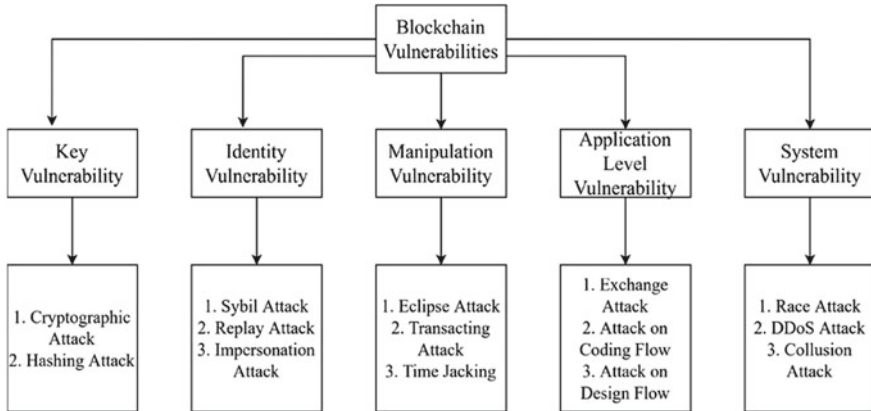 Blockchain
Vulnerabilities
Key
Vulnerability
Identity
Vulnerability
Manipulation
Vulnerability
Application
Level
Vulnerability
System
Vulnerability
1. Cryptographic
Attack
2. Hashing Attack
1. Sybil Attack
2. Replay Attack
3. Impersonation
Attack
1. Eclipse Attack
2. Transacting
Attack
3. Time Jacking
1. Exchange
Attack
2. Attack on
Coding Flow
3. Attack on
Design Flow
1. Race Attack
2. DDoS Attack
3. Collusion
Attack